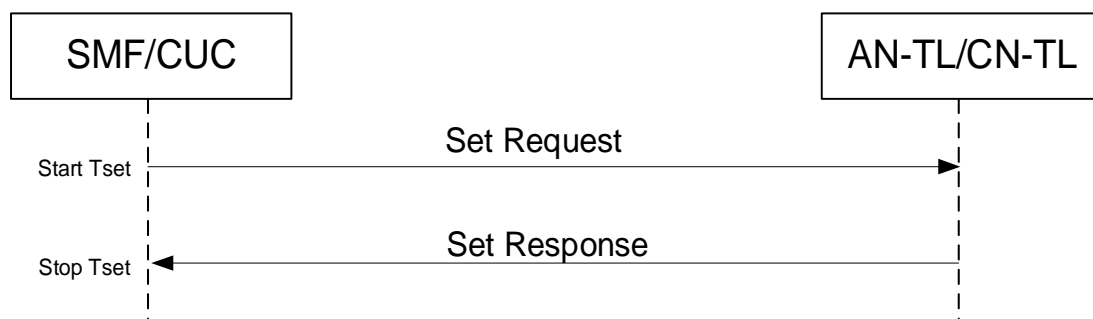 SMF/CUC
AN-TL/CN-TL
Set Request
Start Tset
Set Response
Stop Tset